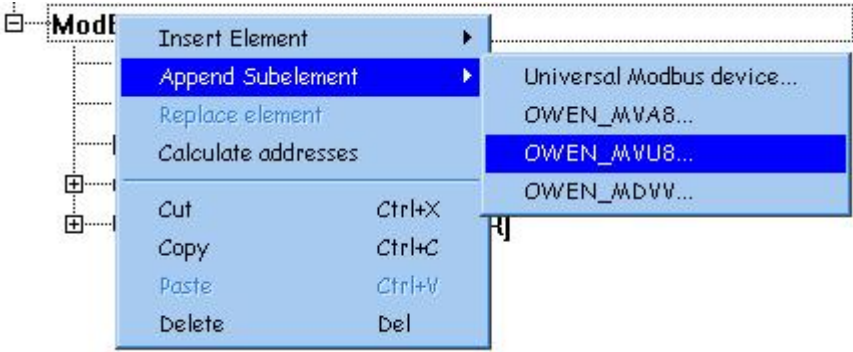 ModB
Insert Element
Append Subelement
Replace element
Calculate addresses
Cut Ctrl+X
Copy Ctrl+C
Paste Ctrl+V
Delete Del
Universal Modbus device...
OWEN_MVA8...
OWEN_MVU8...
OWEN_MDVV...